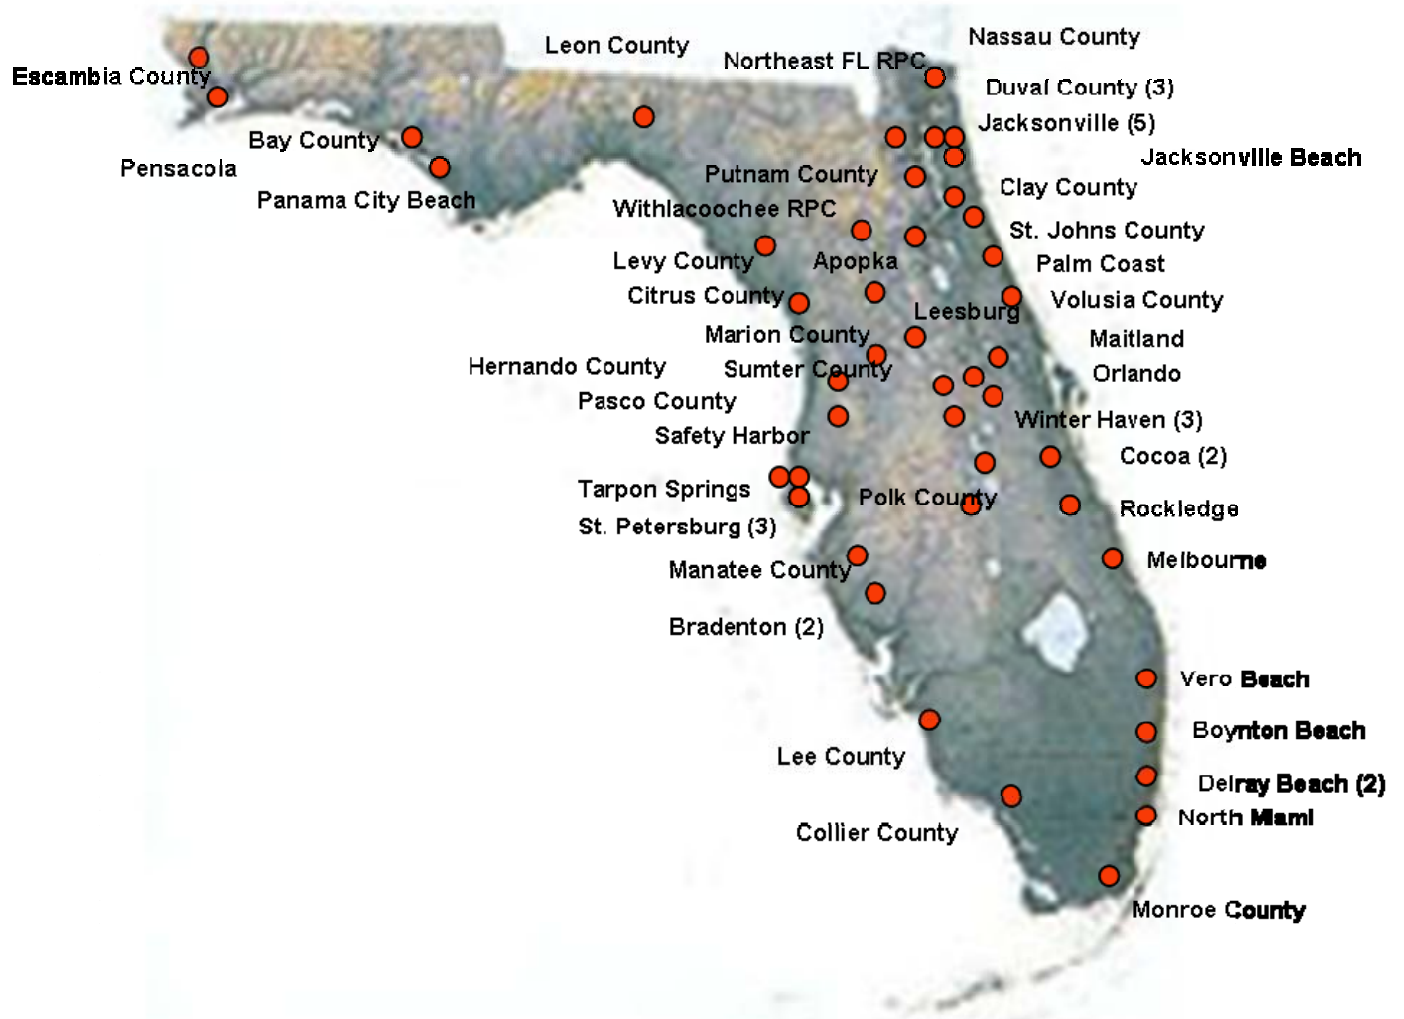 Nassau County
Leon County
Northeast FL RPC
Escambia County
Duval County (3)
Jacksonville (5)
Bay County
Jacksonville Beach
Pensacola
Putnam County
Clay County
Panama City Beach
Withlacoochee RPC
St. Johns County
Levy County
Apopka
Palm Coast
Citrus County
Volusia County
Leesburg
Marion County
Maitland
Hernando County
Sumter County
Orlando
Pasco County
Winter Haven (3)
Safety Harbor
Cocoa (2)
Tarpon Springs
Polk County
Rockledge
St. Petersburg (3)
Melbourne
Manatee County
Bradenton (2)
Vero Beach
Boynton Beach
Lee County
Delray Beach (2)
North Miami
Collier County
Monroe County